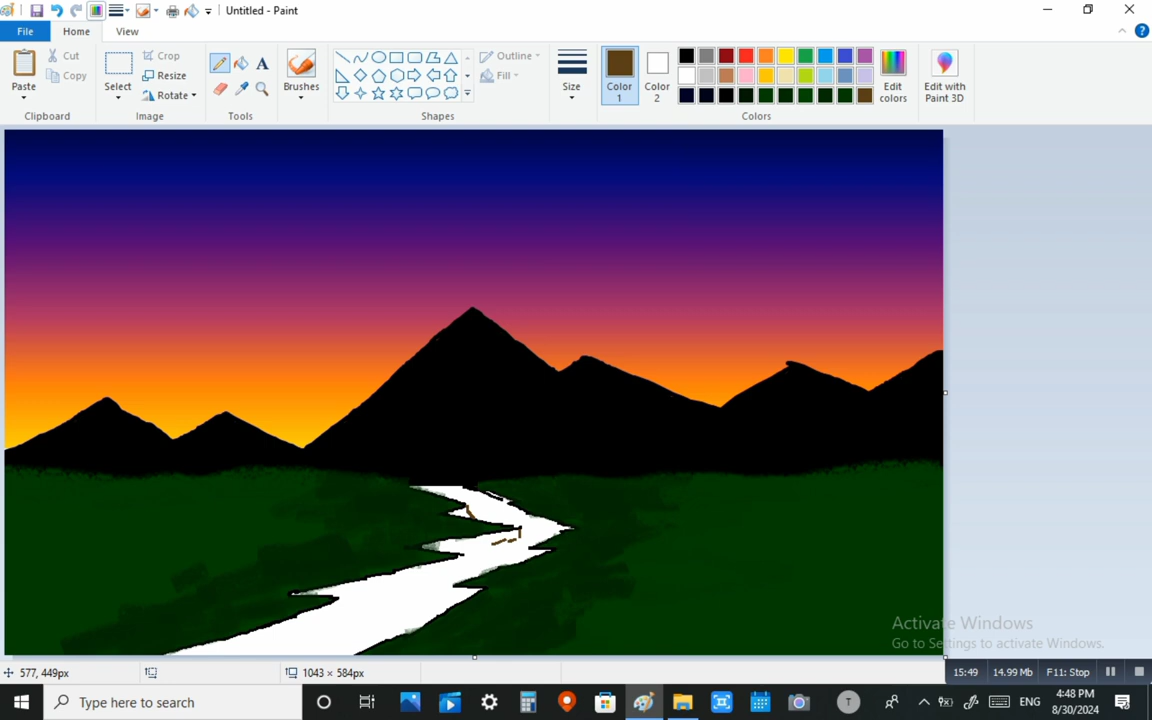 Untitled - Paint
File
Home
View
Paste
Cut
Copy
Clipboard
Select
Crop
Resize
Rotate
Image
Tools
Brushes
Shapes
Outline
Fill
Size
Color 1
Color 2
Edit colors
Colors
Edit with Paint 3D
Activate Windows
Go to Settings to activate Windows.
577, 449px
1043 × 584px
15:49
14.99 Mb
F11: Stop
Type here to search
T
ENG
4:48 PM
8/30/2024